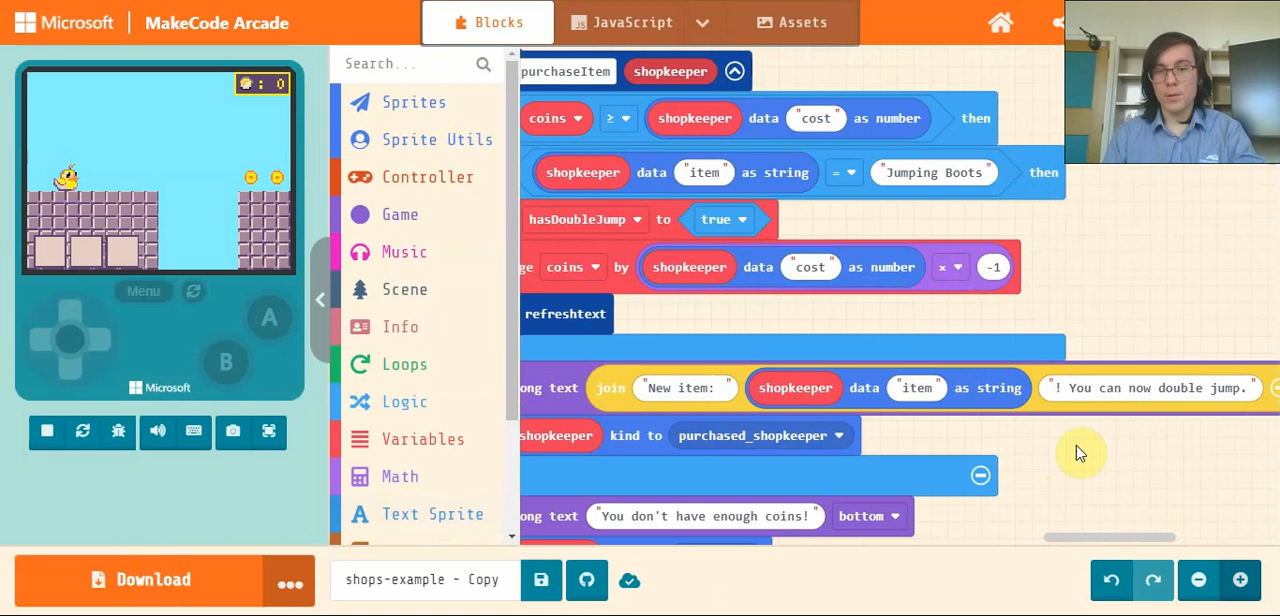 Microsoft | MakeCode Arcade
Blocks
JavaScript
Assets
: 0
Menu
A
B
Microsoft
Search...
Sprites
Sprite Utils
Controller
Game
Music
Scene
Info
Loops
Logic
Variables
Math
Text Sprite
purchaseItem shopkeeper
coins ≥ shopkeeper data "cost" as number then
shopkeeper data "item" as string = "Jumping Boots" then
hasDoubleJump to true
ge coins by shopkeeper data "cost" as number x -1
refreshtext
ong text join "New item: " shopkeeper data "item" as string "! You can now double jump."
shopkeeper kind to purchased_shopkeeper
ong text "You don't have enough coins!" bottom
Download
shops-example - Copy